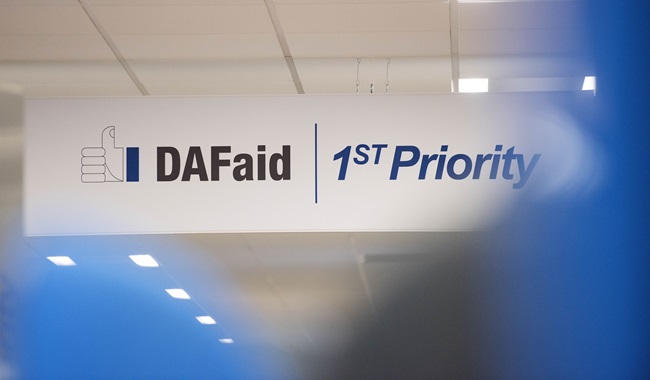 DAFaid | 1ST Priority